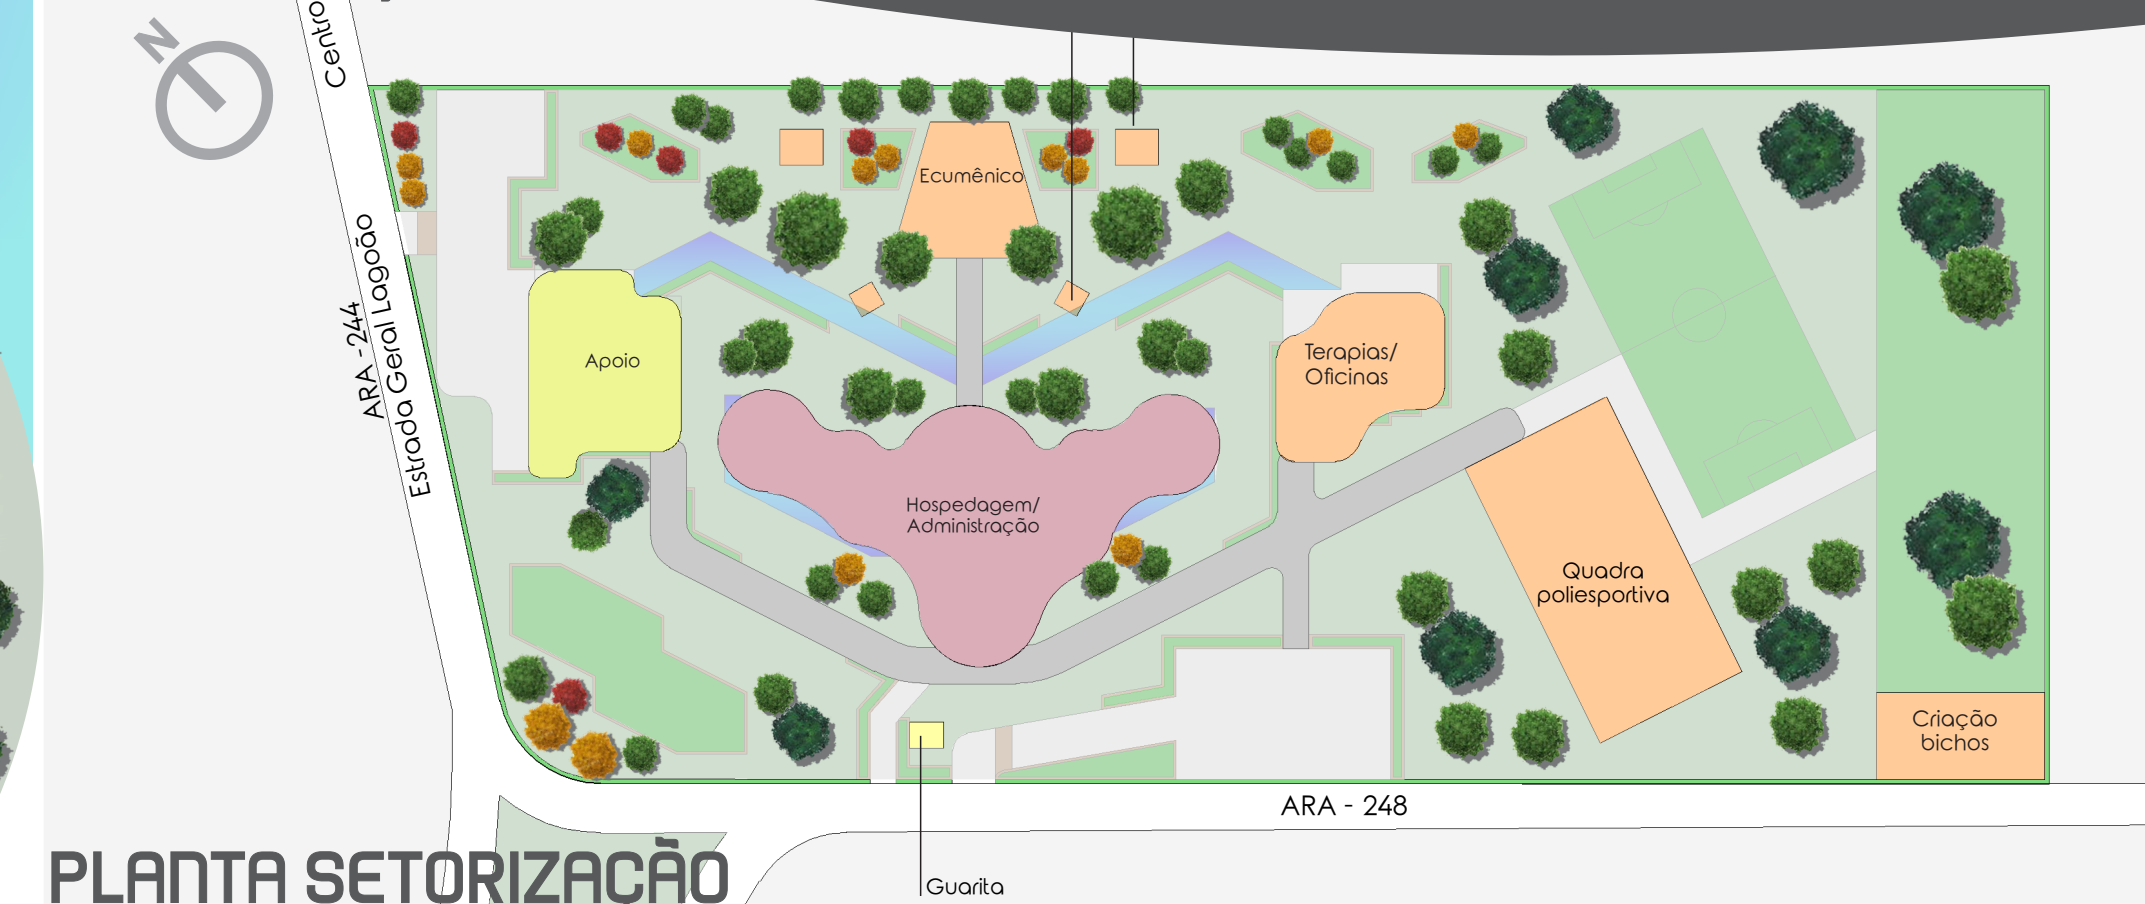 N
Centro
Ecumênico
ARA -244
Estrada Geral Lagoão
Apoio
Terapias/
Oficinas
Hospedagem/
Administração
Quadra
poliesportiva
Criação
bichos
ARA - 248
PLANTA SETORIZACÃO
Guarita